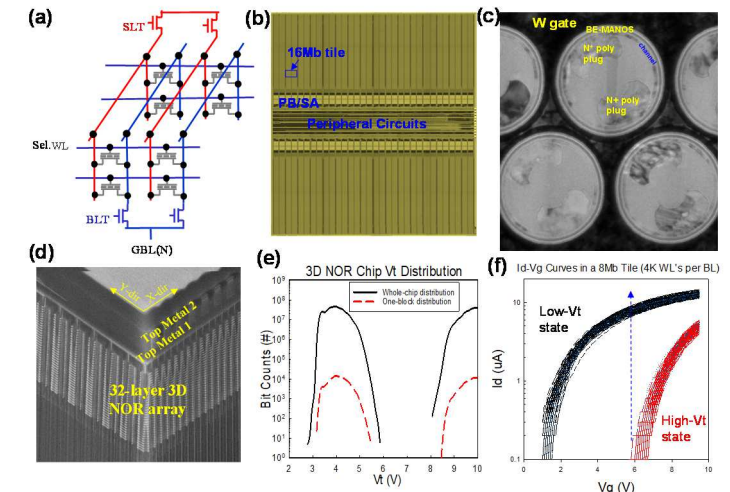 (a)
SLT
Sel.WL
BLT
GBL(N)
(b)
16Mb tile
PB/SA
Peripheral Circuits
(c)
W gate
BE-MANOS
N⁺ poly
plug
channel
N+ poly
plug
(d)
Y-dir
X-dir
Top Metal 2
Top Metal 1
32-layer 3D
NOR array
(e)
3D NOR Chip Vt Distribution
Whole-chip distribution
One-block distribution
Bit Counts (#)
10⁹
10⁸
10⁷
10⁶
10⁵
10⁴
10³
10²
10¹
10⁰
2 3 4 5 6 7 8 9 10
Vt (V)
(f)
Id-Vg Curves in a 8Mb Tile (4K WL's per BL)
Low-Vt
state
High-Vt
state
Id (uA)
10
1
0.1
0 2 4 6 8 10
Vg (V)